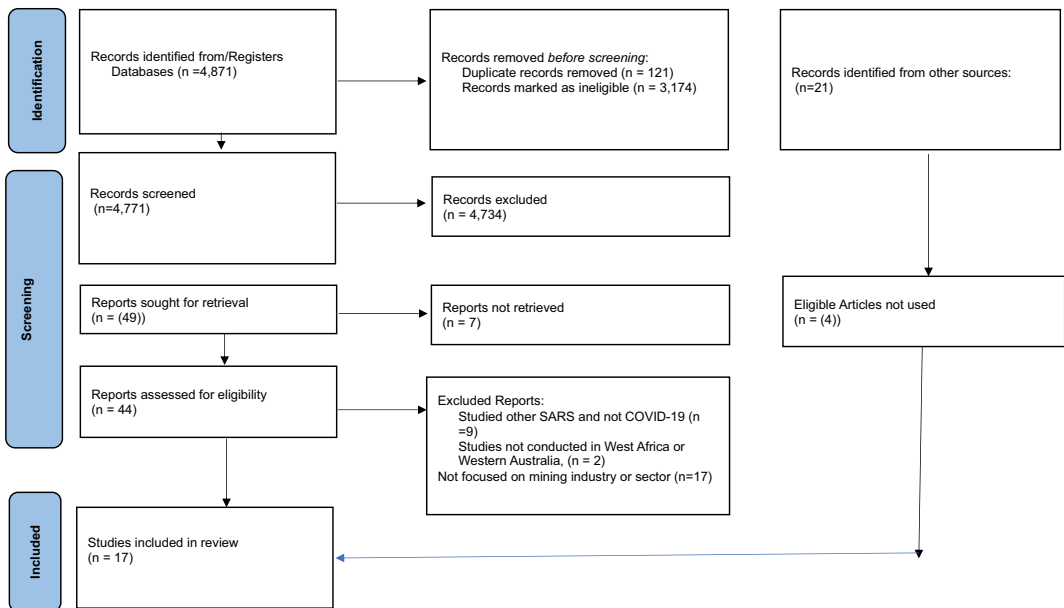 Identification
Records identified from/Registers
Databases (n =4,871)
Records removed before screening:
Duplicate records removed (n = 121)
Records marked as ineligible (n = 3,174)
Records identified from other sources:
(n=21)
Screening
Records screened
(n=4,771)
Records excluded
(n = 4,734)
Reports sought for retrieval
(n = (49))
Reports not retrieved
(n = 7)
Eligible Articles not used
(n = (4))
Reports assessed for eligibility
(n = 44)
Excluded Reports:
Studied other SARS and not COVID-19 (n
=9)
Studies not conducted in West Africa or
Western Australia, (n = 2)
Not focused on mining industry or sector (n=17)
Included
Studies included in review
(n = 17)